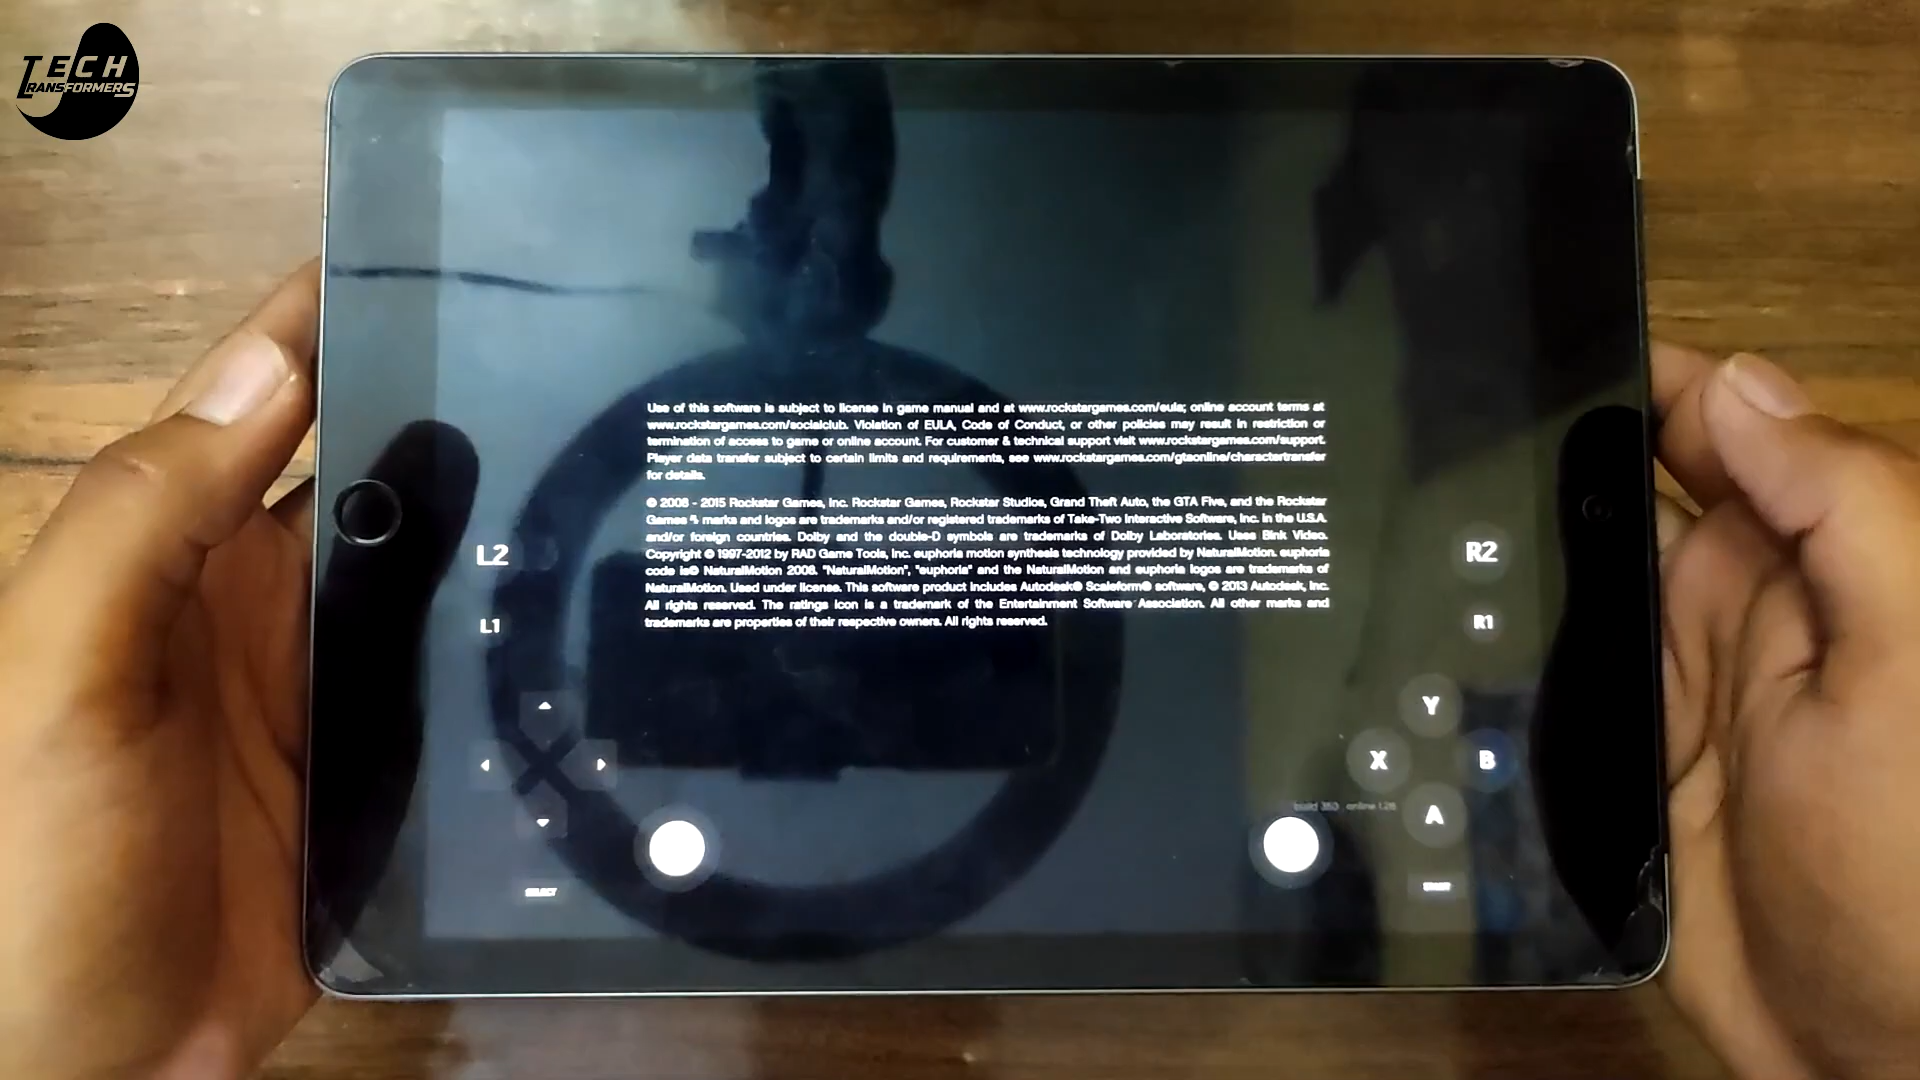 TECH
TRANSFORMERS
Use of this software is subject to license in game manual and at www.rockstargames.com/eula; online account terms at
www.rockstargames.com/socialclub. Violation of EULA, Code of Conduct, or other policies may result in restriction or
termination of access to game or online account. For customer & technical support visit www.rockstargames.com/support.
Player data transfer subject to certain limits and requirements, see www.rockstargames.com/gtaonline/charactertransfer
for details.
© 2008 - 2015 Rockstar Games, Inc. Rockstar Games, Rockstar Studios, Grand Theft Auto, the GTA Five, and the Rockstar
Games marks and logos are trademarks and/or registered trademarks of Take-Two Interactive Software, Inc. in the U.S.A.
and/or foreign countries. Dolby and the double-D symbols are trademarks of Dolby Laboratories. Uses Bink Video.
Copyright © 1997-2012 by RAD Game Tools, Inc. euphoria motion synthesis technology provided by NaturalMotion. euphoria
code is© NaturalMotion 2008. "NaturalMotion", "euphoria" and the NaturalMotion and euphoria logos are trademarks of
NaturalMotion. Used under license. This software product includes Autodesk® Scaleform® software, © 2013 Autodesk, Inc.
All rights reserved. The ratings icon is a trademark of the Entertainment Software Association. All other marks and
trademarks are properties of their respective owners. All rights reserved.
L2
R2
L1
R1
Y
X
B
build 350 online 1.26
A
SELECT
START